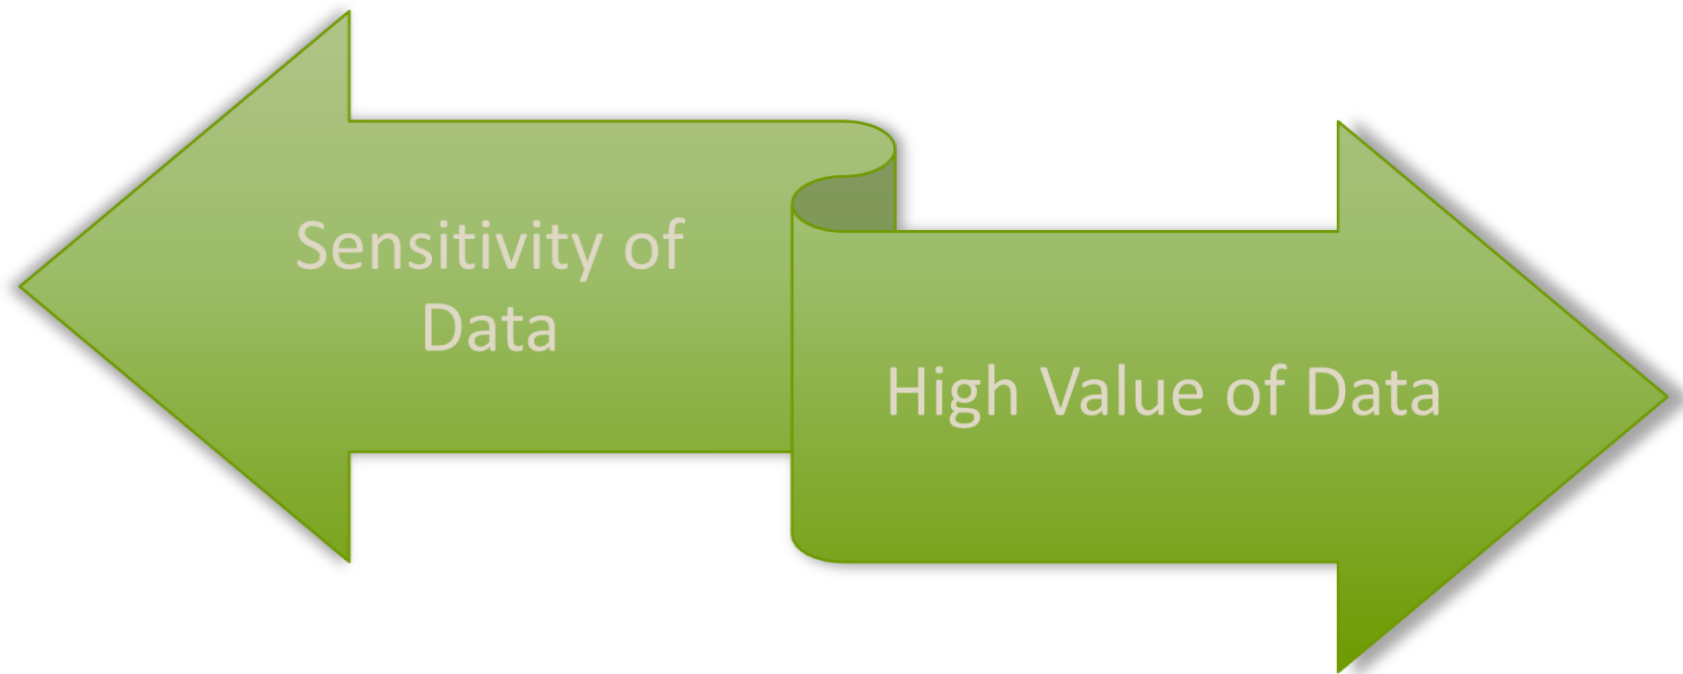 Sensitivity of
Data
High Value of Data